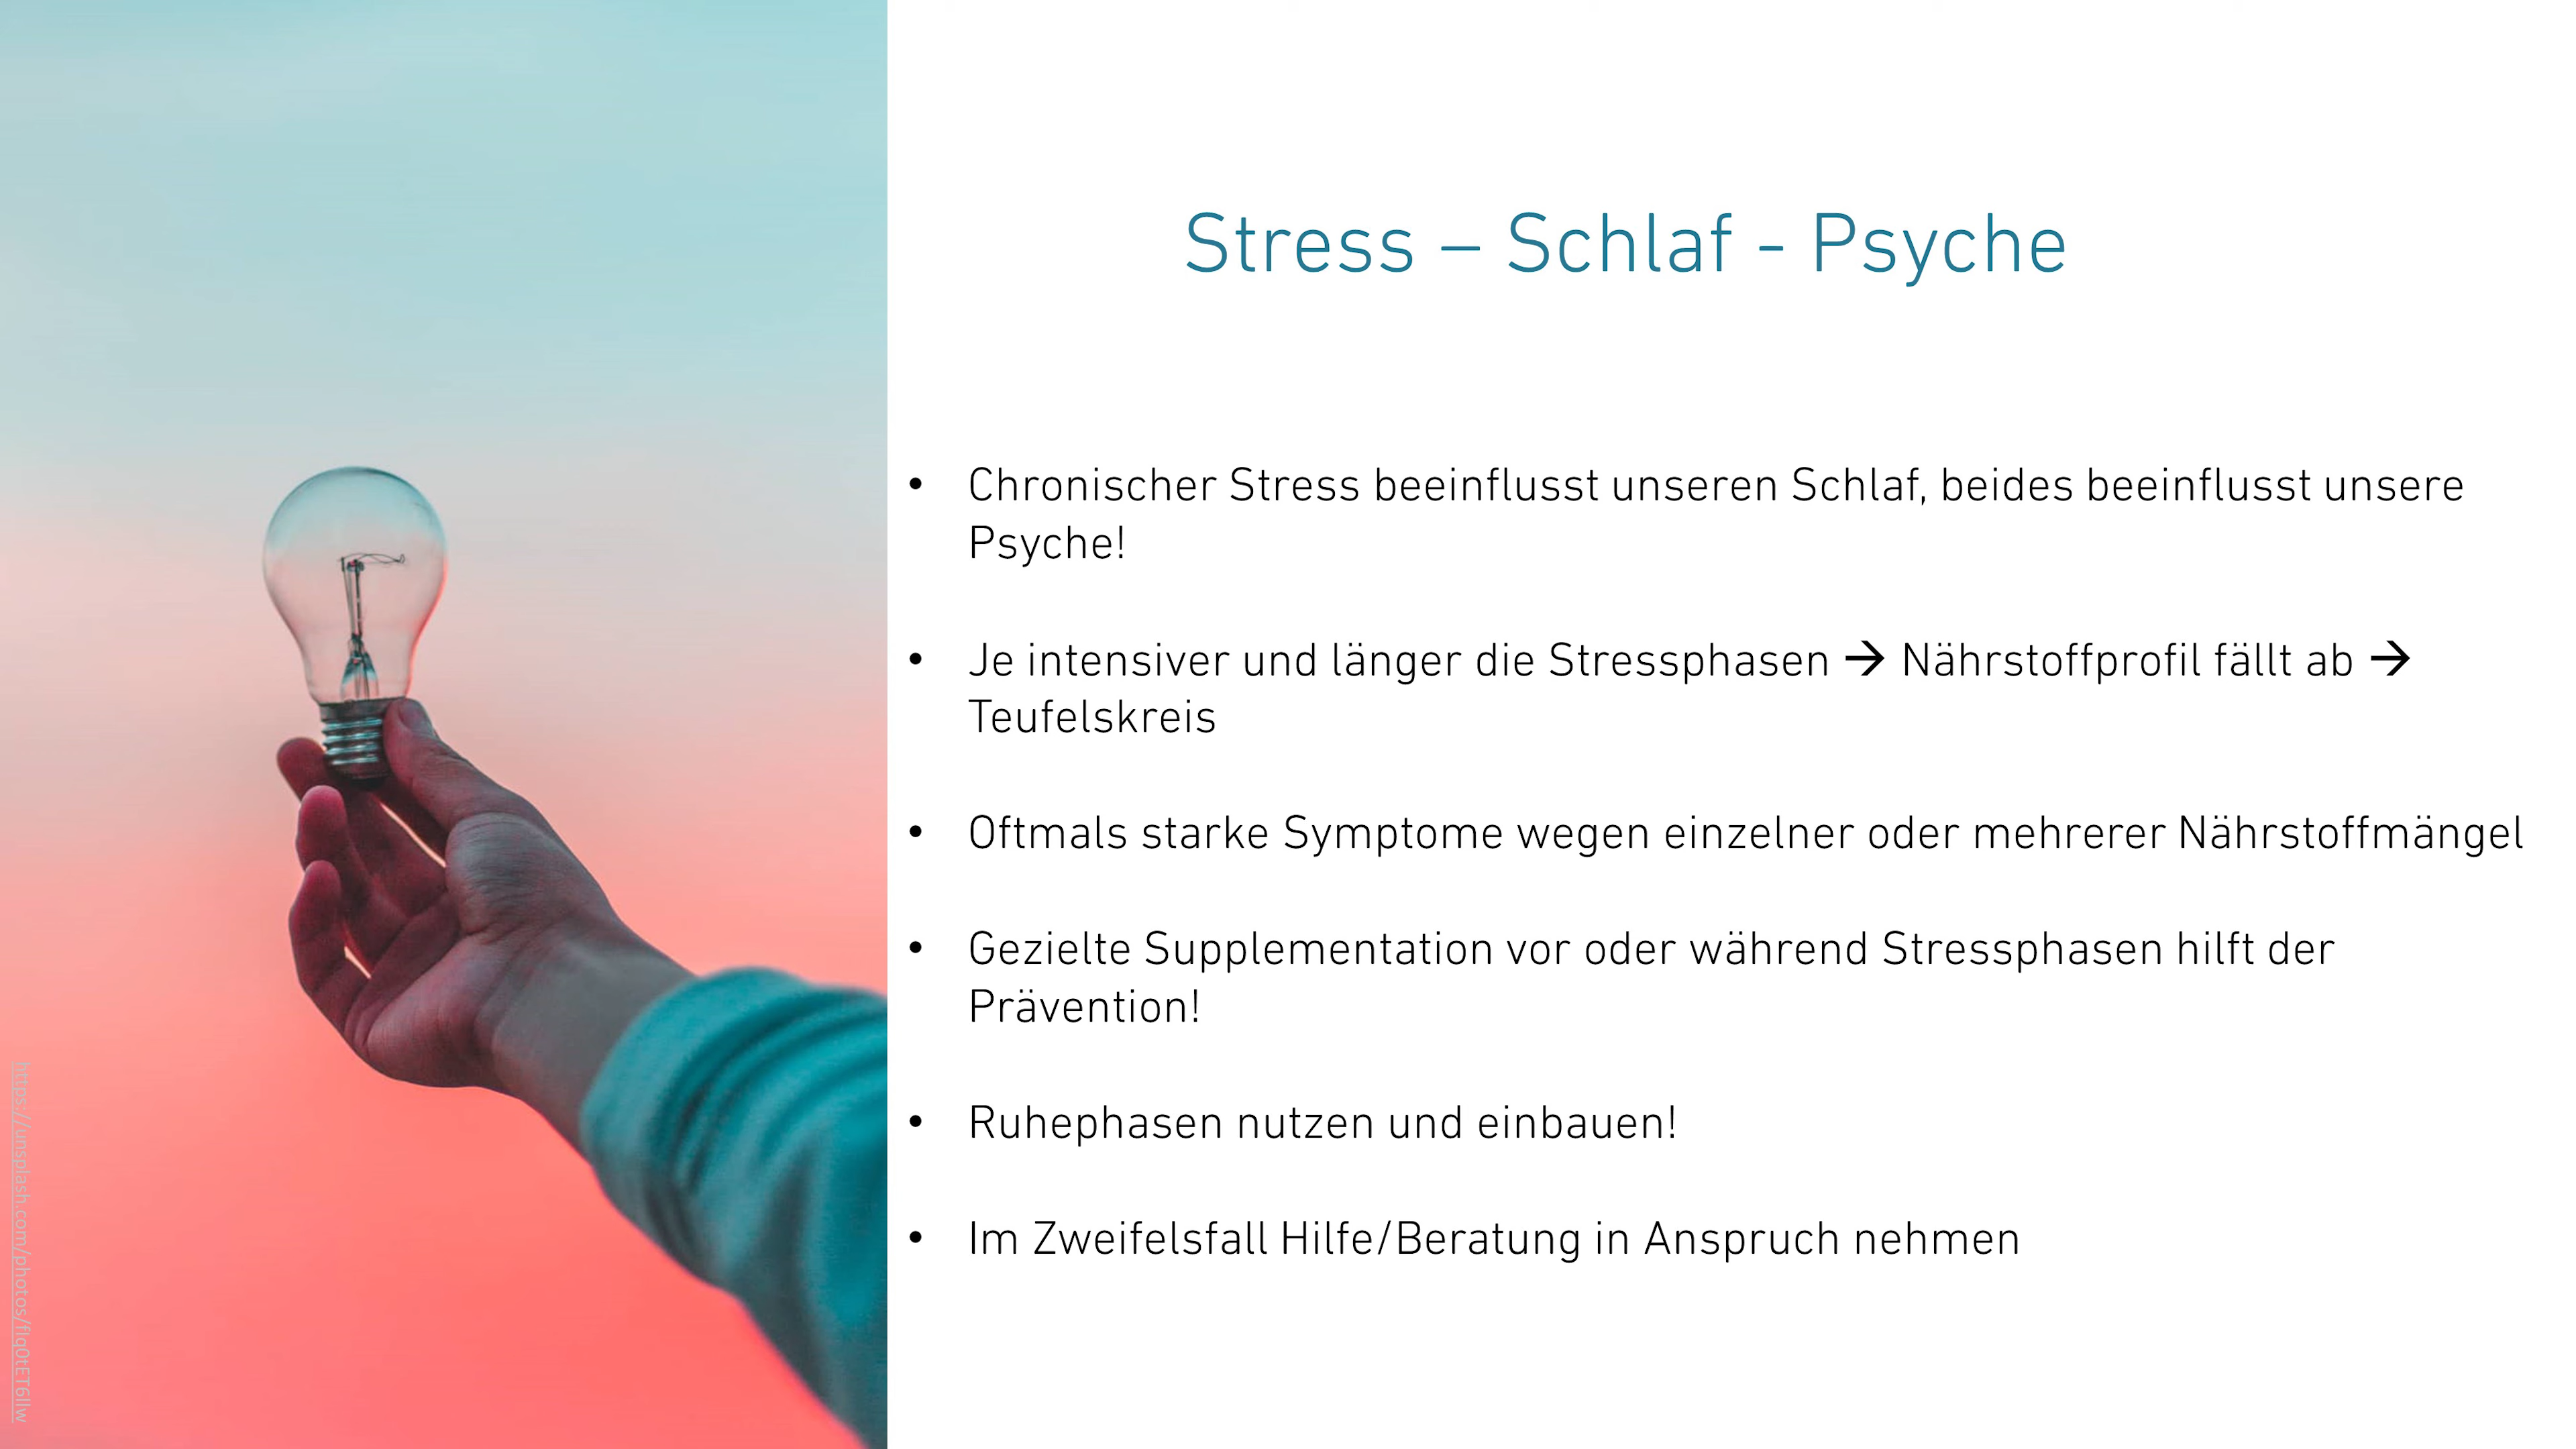 Stress – Schlaf - Psyche
• Chronischer Stress beeinflusst unseren Schlaf, beides beeinflusst unsere
Psyche!
• Je intensiver und länger die Stressphasen → Nährstoffprofil fällt ab →
Teufelskreis
• Oftmals starke Symptome wegen einzelner oder mehrerer Nährstoffmängel
• Gezielte Supplementation vor oder während Stressphasen hilft der
Prävention!
• Ruhephasen nutzen und einbauen!
• Im Zweifelsfall Hilfe/Beratung in Anspruch nehmen